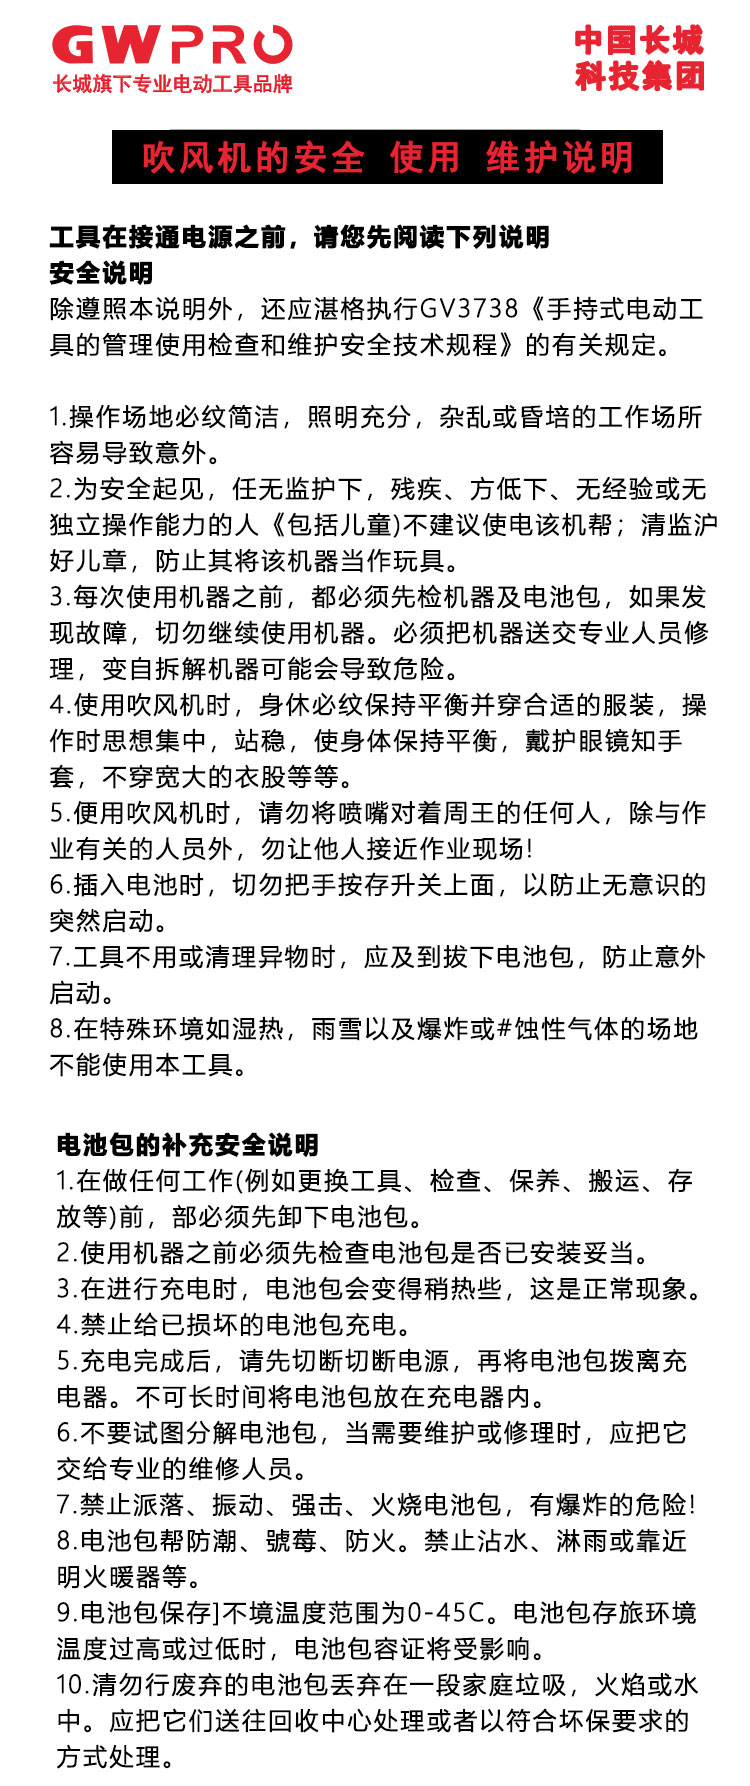 GWPRO
长城旗下专业电动工具品牌
中国长城
科技集团
吹风机的安全 使用 维护说明
工具在接通电源之前，请您先阅读下列说明
安全说明
除遵照本说明外，还应湛格执行GV3738《手持式电动工
具的管理使用检查和维护安全技术规程》的有关规定。
1.操作场地必纹简洁，照明充分，杂乱或昏培的工作场所
容易导致意外。
2.为安全起见，任无监护下，残疾、方低下、无经验或无
独立操作能力的人《包括儿童)不建议使电该机帮；清监沪
好儿章，防止其将该机器当作玩具。
3.每次使用机器之前，都必须先检机器及电池包，如果发
现故障，切勿继续使用机器。必须把机器送交专业人员修
理，变自拆解机器可能会导致危险。
4.使用吹风机时，身休必纹保持平衡并穿合适的服装，操
作时思想集中，站稳，使身体保持平衡，戴护眼镜知手
套，不穿宽大的衣股等等。
5.便用吹风机时，请勿将喷嘴对着周王的任何人，除与作
业有关的人员外，勿让他人接近作业现场!
6.插入电池时，切勿把手按存升关上面，以防止无意识的
突然启动。
7.工具不用或清理异物时，应及到拔下电池包，防止意外
启动。
8.在特殊环境如湿热，雨雪以及爆炸或#蚀性气体的场地
不能使用本工具。
电池包的补充安全说明
1.在做任何工作(例如更换工具、检查、保养、搬运、存
放等)前，部必须先卸下电池包。
2.使用机器之前必须先检查电池包是否已安装妥当。
3.在进行充电时，电池包会变得稍热些，这是正常现象。
4.禁止给已损坏的电池包充电。
5.充电完成后，请先切断切断电源，再将电池包拨离充
电器。不可长时间将电池包放在充电器内。
6.不要试图分解电池包，当需要维护或修理时，应把它
交给专业的维修人员。
7.禁止派落、振动、强击、火烧电池包，有爆炸的危险!
8.电池包帮防潮、號莓、防火。禁止沾水、淋雨或靠近
明火暖器等。
9.电池包保存]不境温度范围为0-45C。电池包存旅环境
温度过高或过低时，电池包容证将受影响。
10.清勿行废弃的电池包丢弃在一段家庭垃吸，火焰或水
中。应把它们送往回收中心处理或者以符合坏保要求的
方式处理。